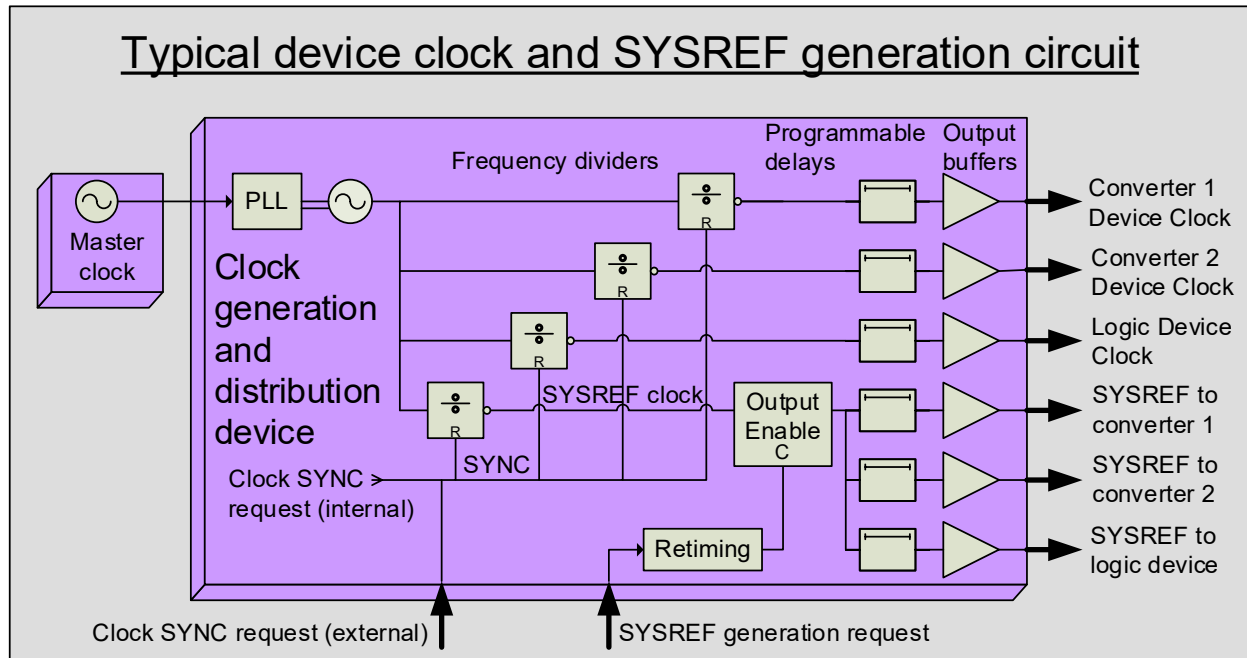 Typical device clock and SYSREF generation circuit
Programmable
delays
Output
buffers
Frequency dividers
Master
clock
PLL
÷
R
Converter 1
Device Clock
÷
R
Converter 2
Device Clock
÷
R
Logic Device
Clock
Clock
generation
and
distribution
device
÷
R
SYSREF clock
Output
Enable
C
SYSREF to
converter 1
Clock SYNC
request (internal)
SYNC
SYSREF to
converter 2
Retiming
SYSREF to
logic device
Clock SYNC request (external)
SYSREF generation request